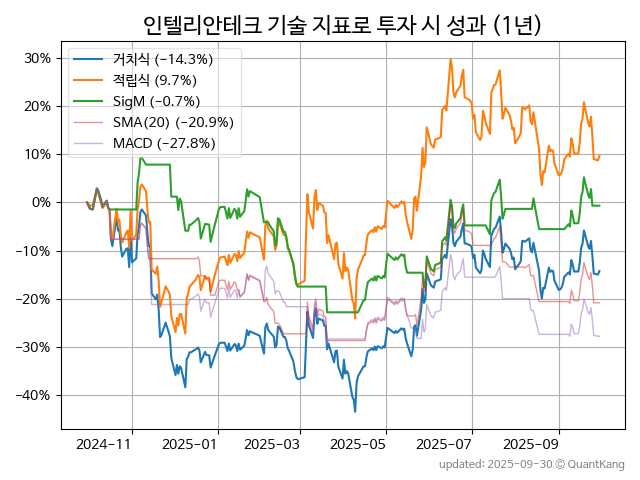 인텔리안테크 기술 지표로 투자 시 성과 (1년)
거치식 (−14.3%)
적립식 (9.7%)
SigM (−0.7%)
SMA(20) (−20.9%)
MACD (−27.8%)
30%
20%
10%
0%
−10%
−20%
−30%
−40%
2024-11
2025-01
2025-03
2025-05
2025-07
2025-09
updated: 2025-09-30 © QuantKang